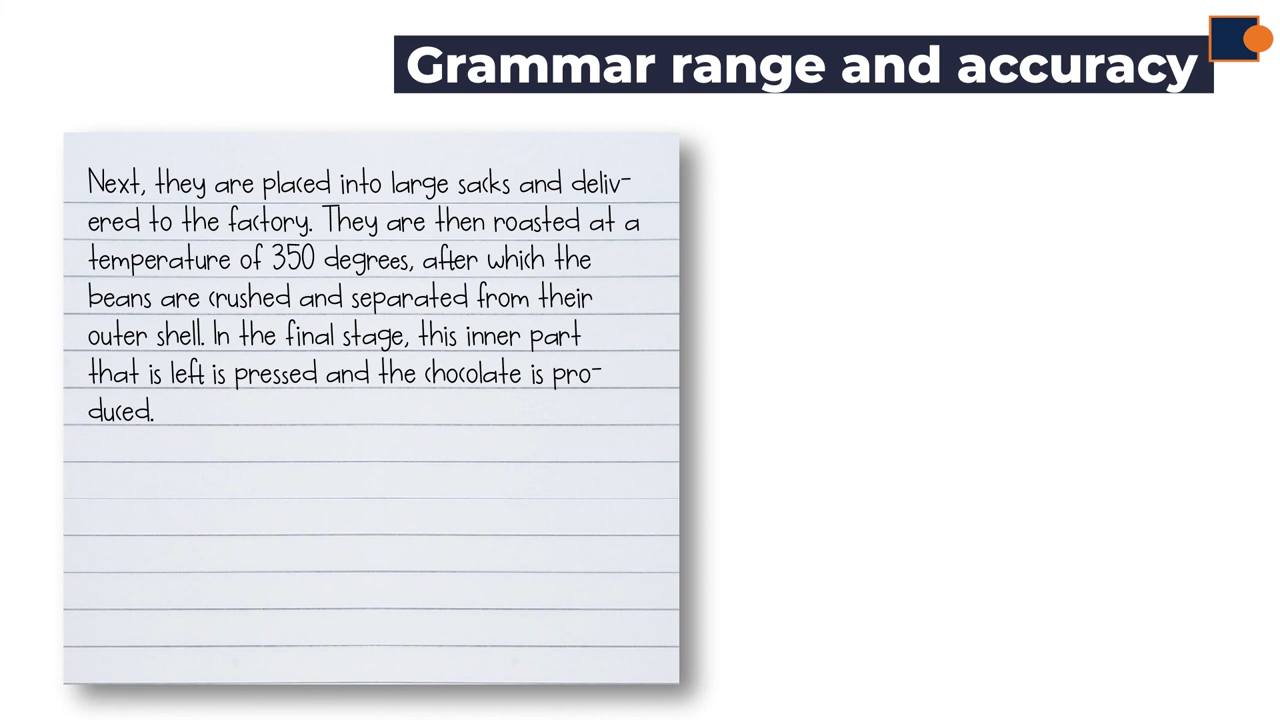 Grammar range and accuracy
Next, they are placed into large sacks and deliv-
ered to the factory. They are then roasted at a
temperature of 350 degrees, after which the
beans are crushed and separated from their
outer shell. In the final stage, this inner part
that is left is pressed and the chocolate is pro-
duced.